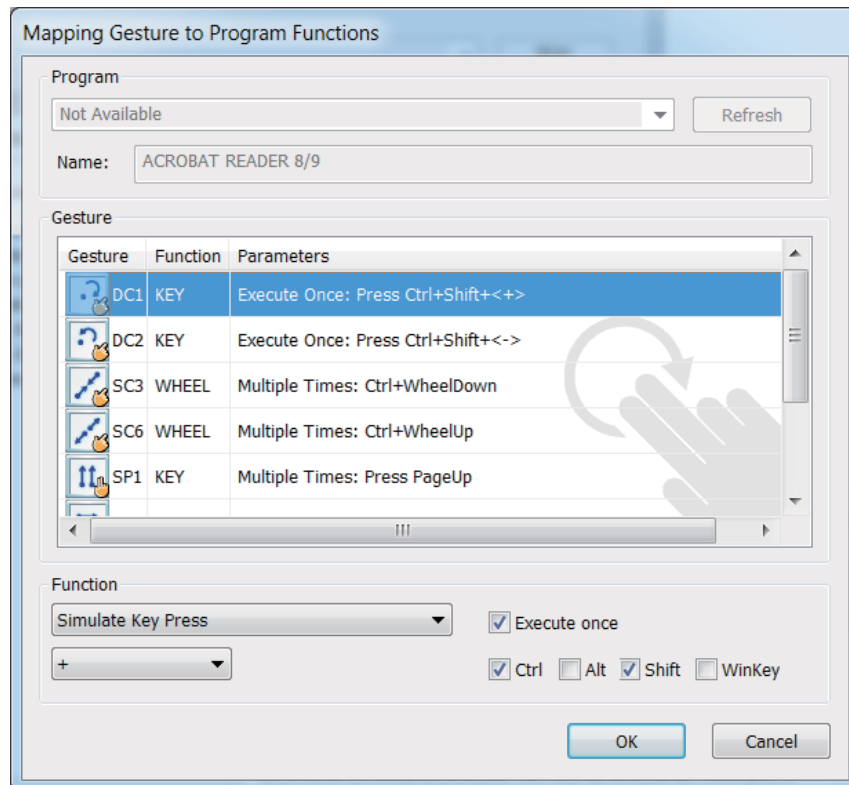 Mapping Gesture to Program Functions
Program
Not Available
Refresh
Name: ACROBAT READER 8/9
Gesture
Gesture Function Parameters
DC1 KEY Execute Once: Press Ctrl+Shift+<+>
DC2 KEY Execute Once: Press Ctrl+Shift+<->
SC3 WHEEL Multiple Times: Ctrl+WheelDown
SC6 WHEEL Multiple Times: Ctrl+WheelUp
SP1 KEY Multiple Times: Press PageUp
Function
Simulate Key Press Execute once
+ Ctrl Alt Shift WinKey
OK Cancel